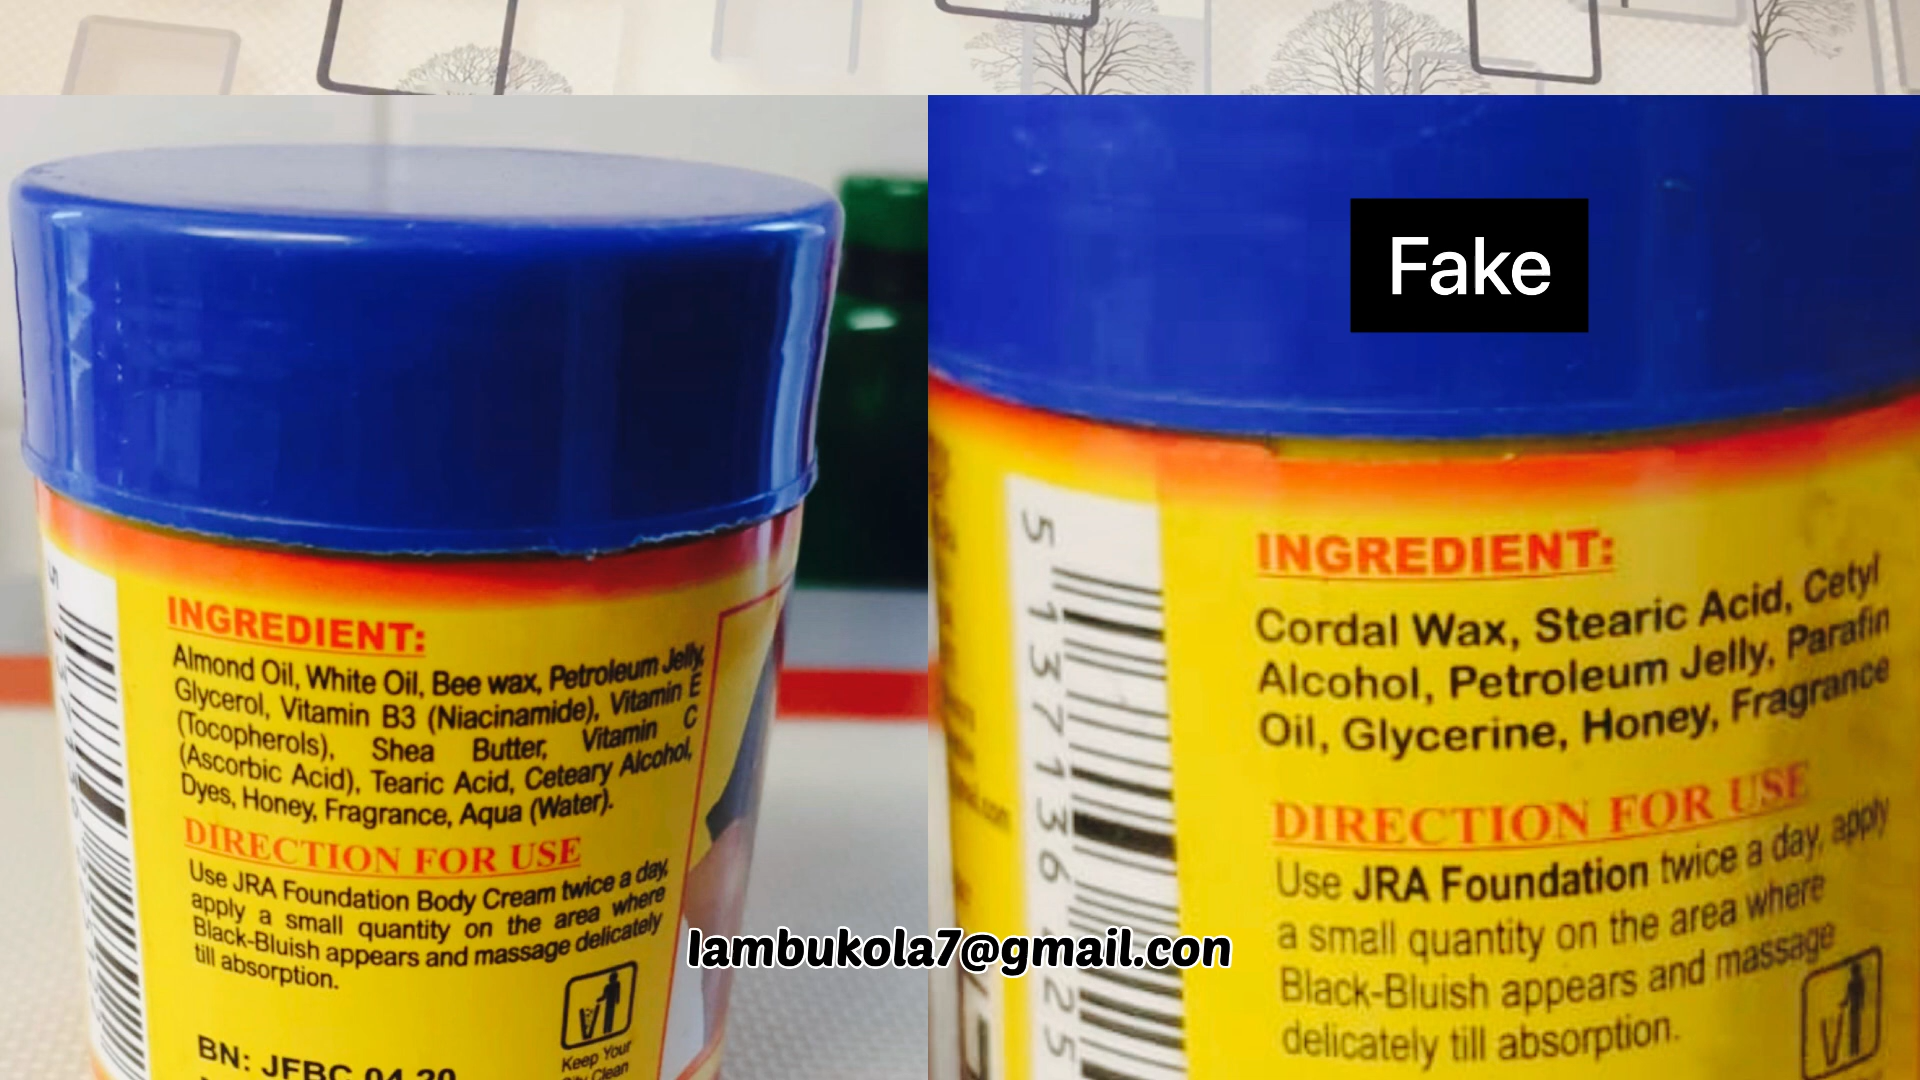 INGREDIENT:
Almond Oil, White Oil, Bee wax, Petroleum Jelly,
Glycerol, Vitamin B3 (Niacinamide), Vitamin E
(Tocopherols), Shea Butter, Vitamin C
(Ascorbic Acid), Tearic Acid, Ceteary Alcohol,
Dyes, Honey, Fragrance, Aqua (Water).
DIRECTION FOR USE
Use JRA Foundation Body Cream twice a day,
apply a small quantity on the area where
Black-Bluish appears and massage delicately
till absorption.
BN: JFBC 04 20
Keep Your
Clean
Fake
INGREDIENT:
Cordal Wax, Stearic Acid, Cetyl
Alcohol, Petroleum Jelly, Parafin
Oil, Glycerine, Honey, Fragrance
DIRECTION FOR USE
Use JRA Foundation twice a day, apply
a small quantity on the area where
Black-Bluish appears and massage
delicately till absorption.
Iambukola7@gmail.con